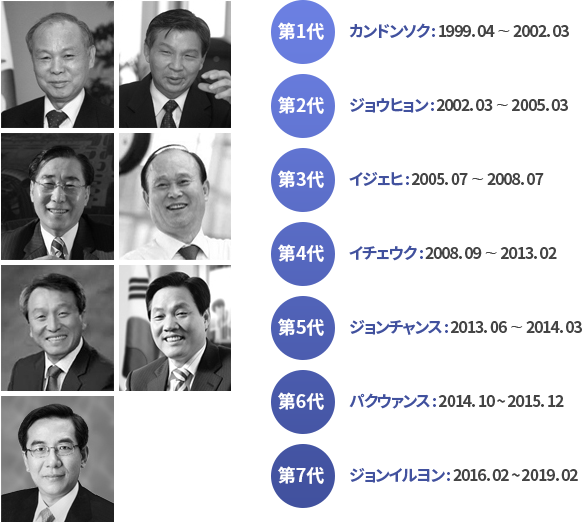 第1代 カンドンソク : 1999. 04 ~ 2002. 03
第2代 ジョウヒョン : 2002. 03 ~ 2005. 03
第3代 イジェヒ : 2005. 07 ~ 2008. 07
第4代 イチェウク : 2008. 09 ~ 2013. 02
第5代 ジョンチャンス : 2013. 06 ~ 2014. 03
第6代 パクウァンス : 2014. 10 ~ 2015. 12
第7代 ジョンイルヨン : 2016. 02 ~ 2019. 02